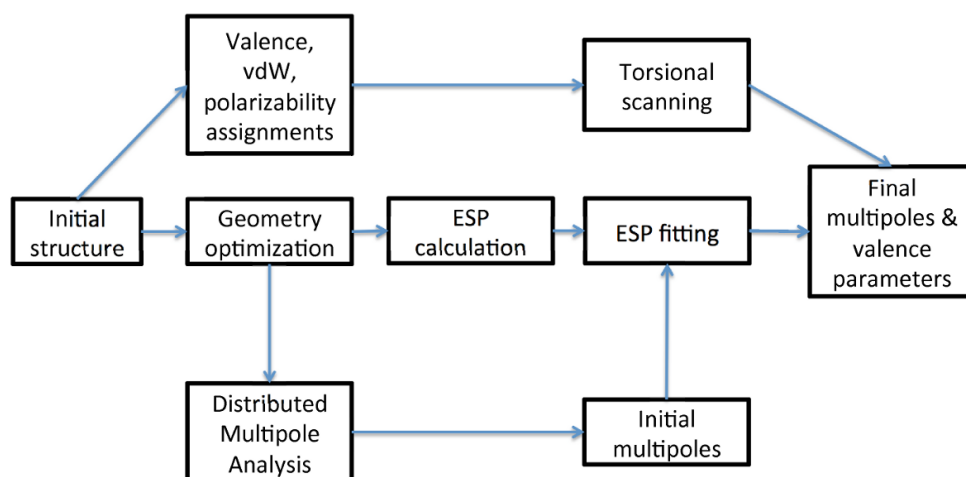 Valence,
vdW,
polarizability
assignments
Torsional
scanning
Initial
structure
Geometry
optimization
ESP
calculation
ESP fitting
Final
multipoles &
valence
parameters
Distributed
Multipole
Analysis
Initial
multipoles